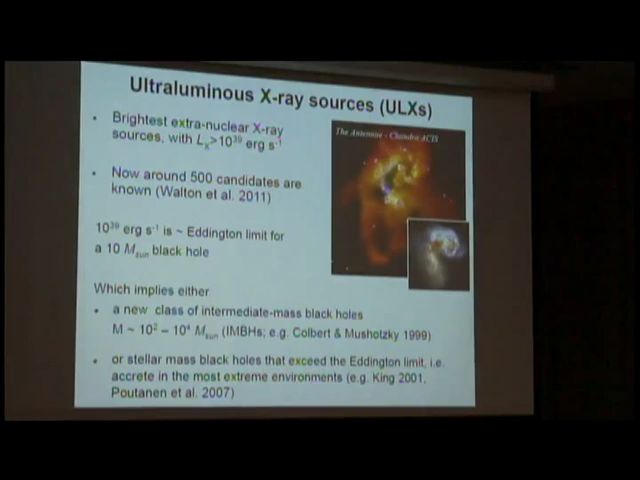 Ultraluminous X-ray sources (ULXs)
• Brightest extra-nuclear X-ray
sources, with Lx>10³⁹ erg s⁻¹
The Antennae - Chandra ACIS
• Now around 500 candidates are
known (Walton et al. 2011)
10³⁹ erg s⁻¹ is ~ Eddington limit for
a 10 Msun black hole
Which implies either
• a new class of intermediate-mass black holes
M ~ 10² – 10⁴ Msun (IMBHs; e.g. Colbert & Mushotzky 1999)
• or stellar mass black holes that exceed the Eddington limit, i.e.
accrete in the most extreme environments (e.g. King 2001,
Poutanen et al. 2007)